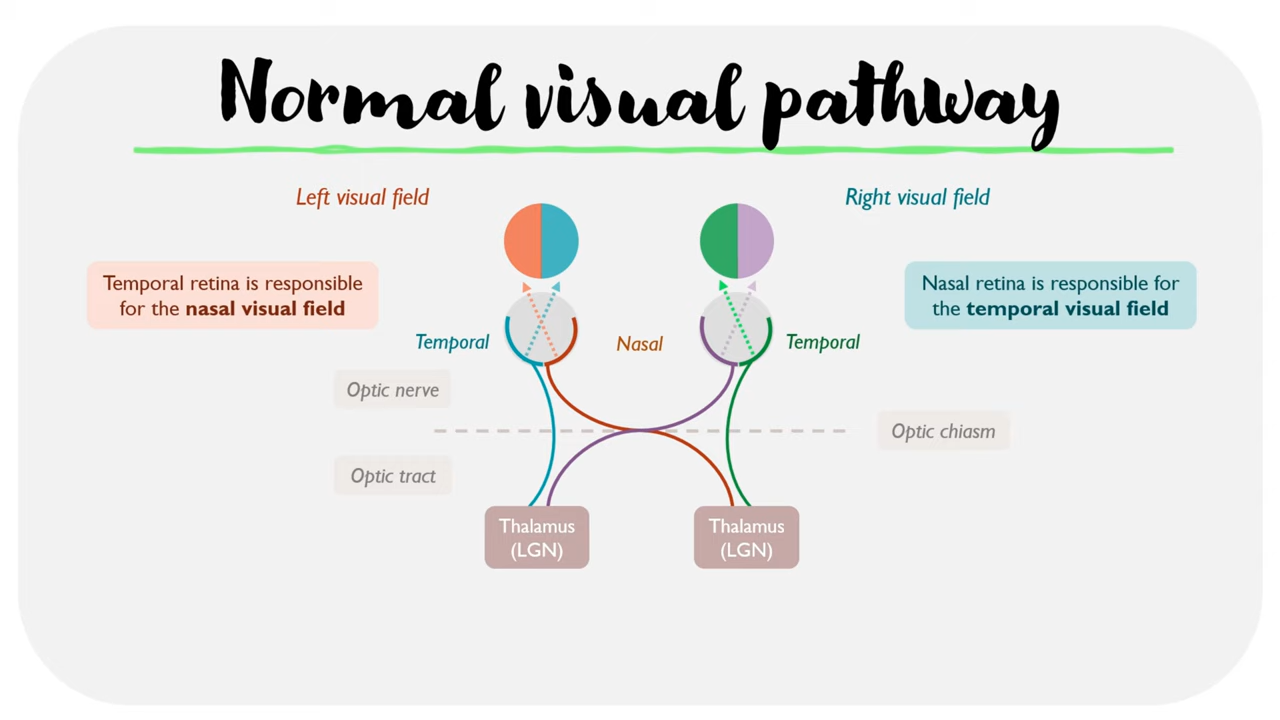 Normal visual pathway
Left visual field
Right visual field
Temporal retina is responsible
for the nasal visual field
Nasal retina is responsible for
the temporal visual field
Temporal
Nasal
Temporal
Optic nerve
Optic chiasm
Optic tract
Thalamus
(LGN)
Thalamus
(LGN)